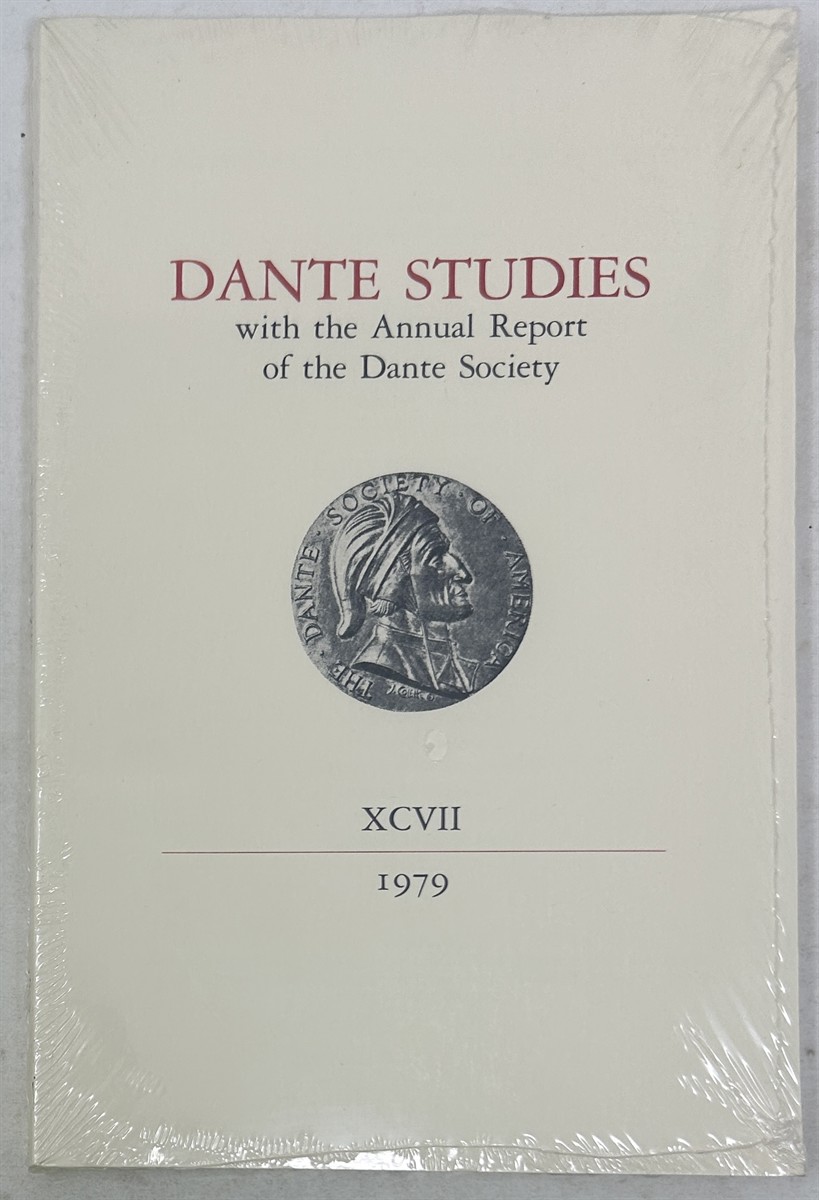 DANTE STUDIES
with the Annual Report
of the Dante Society
THE · DANTE · SOCIETY · OF · AMERICA
XCVII
1979